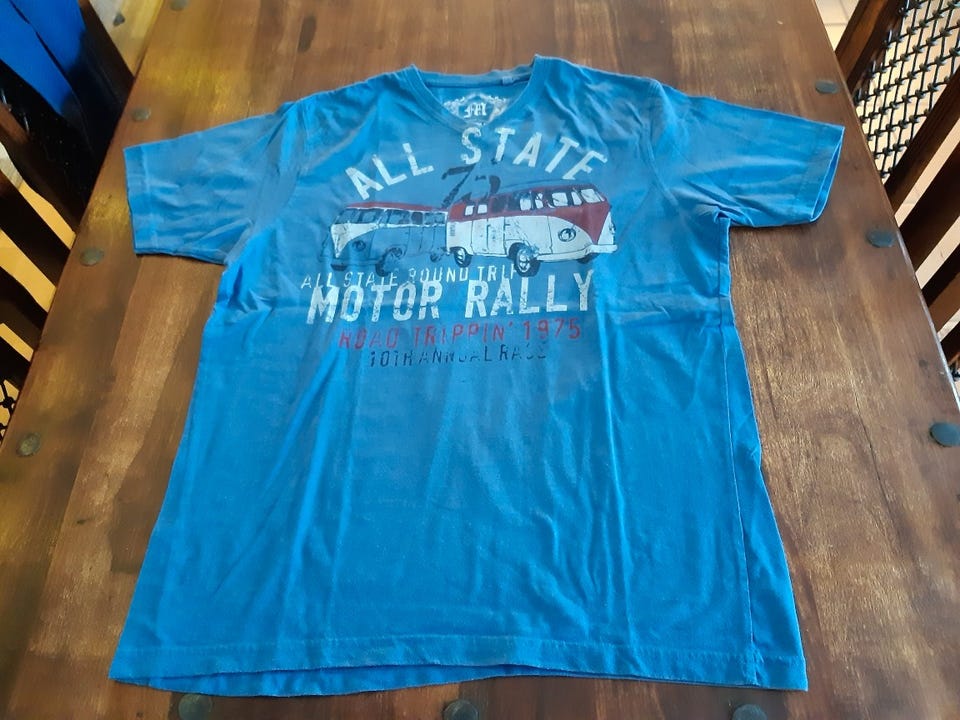 M
ALL STATE
75
ALL STATE ROUND TRIP
MOTOR RALLY
ROAD TRIPPIN' 1975
10TH ANNUAL RACE